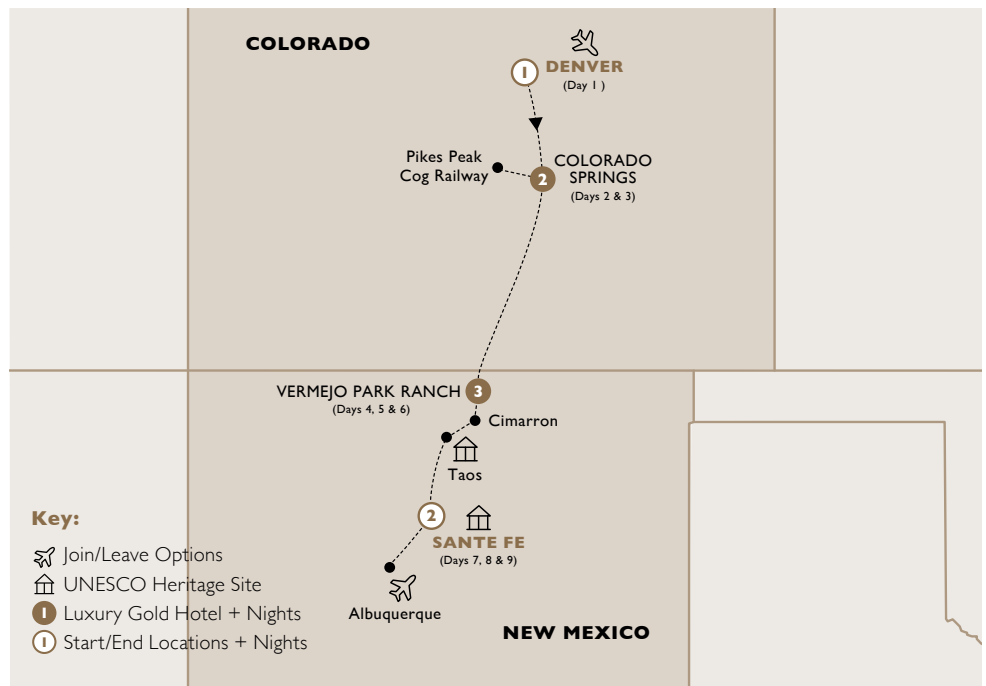 COLORADO
1
DENVER
(Day 1 )
Pikes Peak
Cog Railway
2
COLORADO
SPRINGS
(Days 2 & 3)
VERMEJO PARK RANCH
(Days 4, 5 & 6)
3
Cimarron
Taos
2
SANTE FE
(Days 7, 8 & 9)
Albuquerque
NEW MEXICO
Key:
Join/Leave Options
UNESCO Heritage Site
1 Luxury Gold Hotel + Nights
1 Start/End Locations + Nights